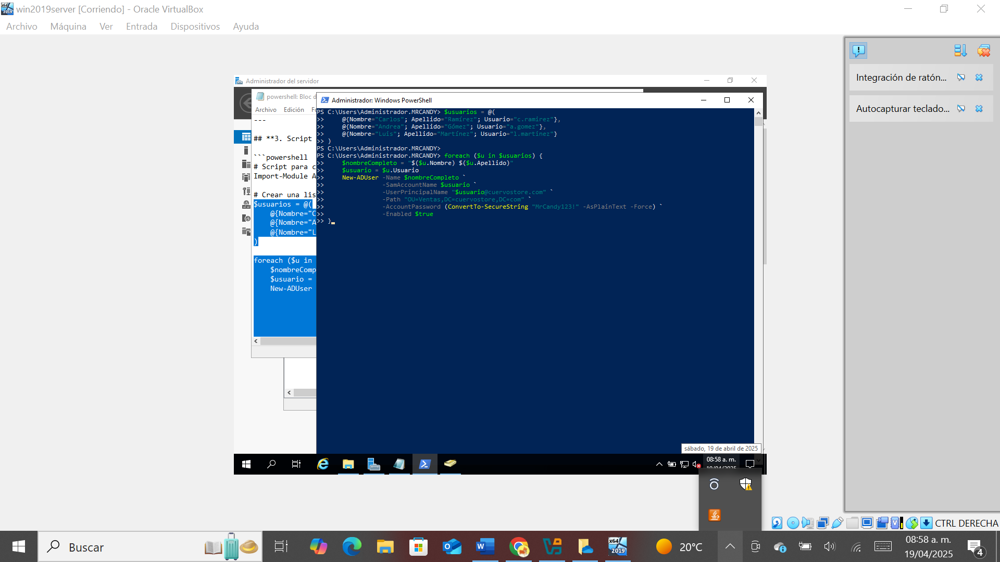 win2019server [Corriendo] - Oracle VirtualBox
Archivo Máquina Ver Entrada Dispositivos Ayuda
Integración de ratón...
Autocapturar teclado...
Administrador del servidor
powershell: Bloc d
Archivo Edición Fo
---
## **3. Script
```powershell
# Script para c
Import-Module A
# Crear una lis
$usuarios = @(
@{Nombre="C
@{Nombre="A
@{Nombre="L
)
foreach ($u in
$nombreComp
$usuario =
New-ADUser
Administrador: Windows PowerShell
PS C:\Users\Administrador.MRCANDY> $usuarios = @(
>>     @{Nombre="Carlos"; Apellido="Ramírez"; Usuario="c.ramirez"},
>>     @{Nombre="Andrea"; Apellido="Gómez"; Usuario="a.gomez"},
>>     @{Nombre="Luis"; Apellido="Martínez"; Usuario="l.martinez"}
>> )
PS C:\Users\Administrador.MRCANDY>
PS C:\Users\Administrador.MRCANDY> foreach ($u in $usuarios) {
>>     $nombreCompleto = "$($u.Nombre) $($u.Apellido)"
>>     $usuario = $u.Usuario
>>     New-ADUser -Name $nombreCompleto `
>>                -SamAccountName $usuario `
>>                -UserPrincipalName "$usuario@cuervostore.com" `
>>                -Path "OU=Ventas,DC=cuervostore,DC=com" `
>>                -AccountPassword (ConvertTo-SecureString "MrCandy123!" -AsPlainText -Force) `
>>                -Enabled $true
>> }
sábado, 19 de abril de 2025
08:58 a. m.
19/04/2025
CTRL DERECHA
Buscar
x64
2019
20°C
08:58 a. m.
19/04/2025
4